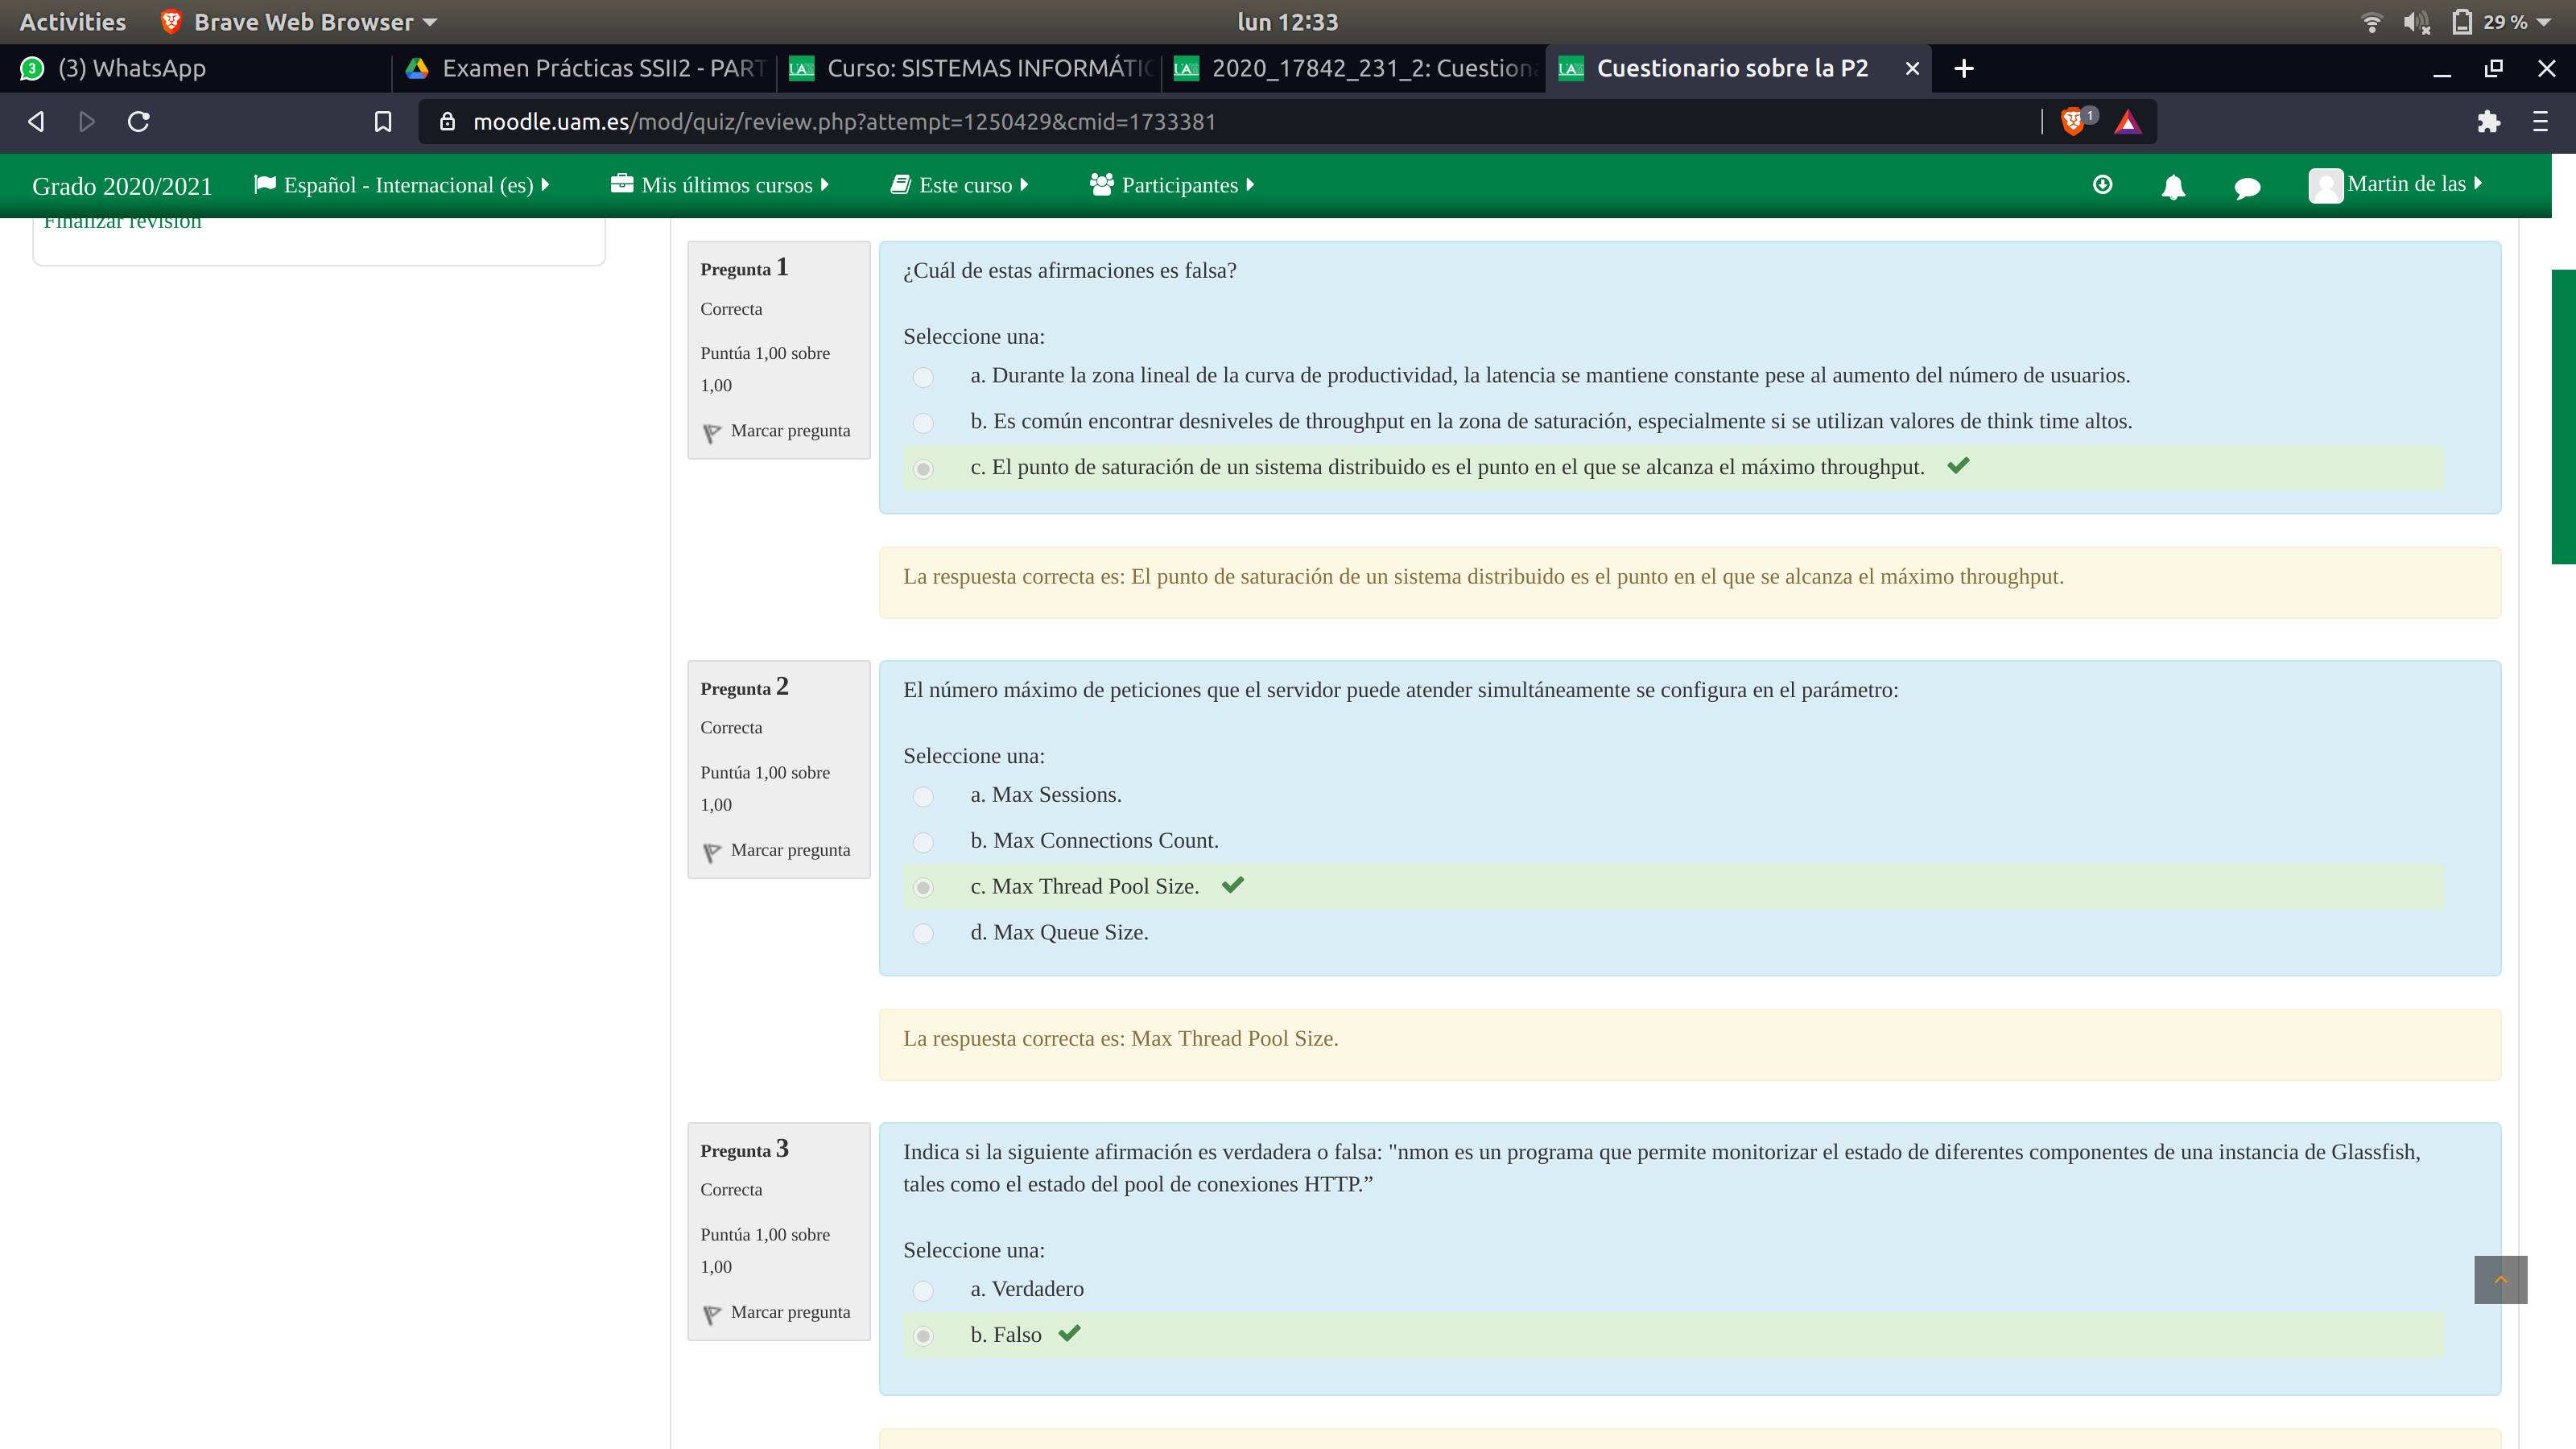 Activities
Brave Web Browser
lun 12:33
29 %
3
(3) WhatsApp
Examen Prácticas SSII2 - PART
UA
Curso: SISTEMAS INFORMÁTIC
UA
2020_17842_231_2: Cuestiona
UA
Cuestionario sobre la P2
moodle.uam.es/mod/quiz/review.php?attempt=1250429&cmid=1733381
1
Grado 2020/2021
Español - Internacional (es)
Mis últimos cursos
Este curso
Participantes
Martin de las
Finalizar revisión
Pregunta 1
Correcta
Puntúa 1,00 sobre
1,00
Marcar pregunta
¿Cuál de estas afirmaciones es falsa?
Seleccione una:
a. Durante la zona lineal de la curva de productividad, la latencia se mantiene constante pese al aumento del número de usuarios.
b. Es común encontrar desniveles de throughput en la zona de saturación, especialmente si se utilizan valores de think time altos.
c. El punto de saturación de un sistema distribuido es el punto en el que se alcanza el máximo throughput.
La respuesta correcta es: El punto de saturación de un sistema distribuido es el punto en el que se alcanza el máximo throughput.
Pregunta 2
Correcta
Puntúa 1,00 sobre
1,00
Marcar pregunta
El número máximo de peticiones que el servidor puede atender simultáneamente se configura en el parámetro:
Seleccione una:
a. Max Sessions.
b. Max Connections Count.
c. Max Thread Pool Size.
d. Max Queue Size.
La respuesta correcta es: Max Thread Pool Size.
Pregunta 3
Correcta
Puntúa 1,00 sobre
1,00
Marcar pregunta
Indica si la siguiente afirmación es verdadera o falsa: "nmon es un programa que permite monitorizar el estado de diferentes componentes de una instancia de Glassfish,
tales como el estado del pool de conexiones HTTP.”
Seleccione una:
a. Verdadero
b. Falso